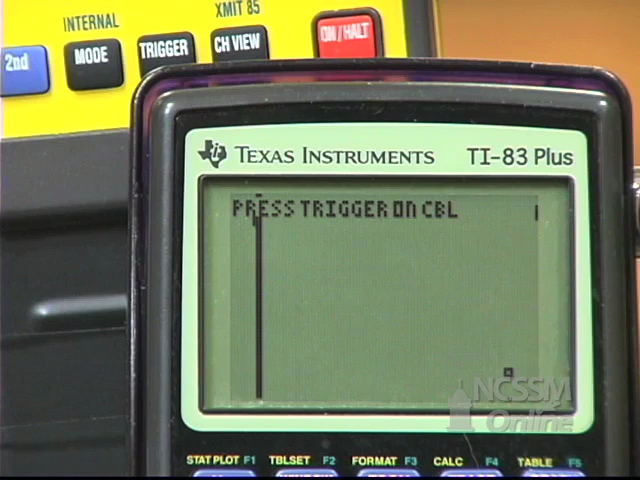 INTERNAL
XMIT 85
2nd
MODE
TRIGGER
CH VIEW
ON/HALT
TEXAS INSTRUMENTS
TI-83 Plus
PRESS TRIGGER ON CBL
9
NCSSM
Online
STAT PLOT F1 TBLSET F2 FORMAT F3 CALC F4 TABLE F5